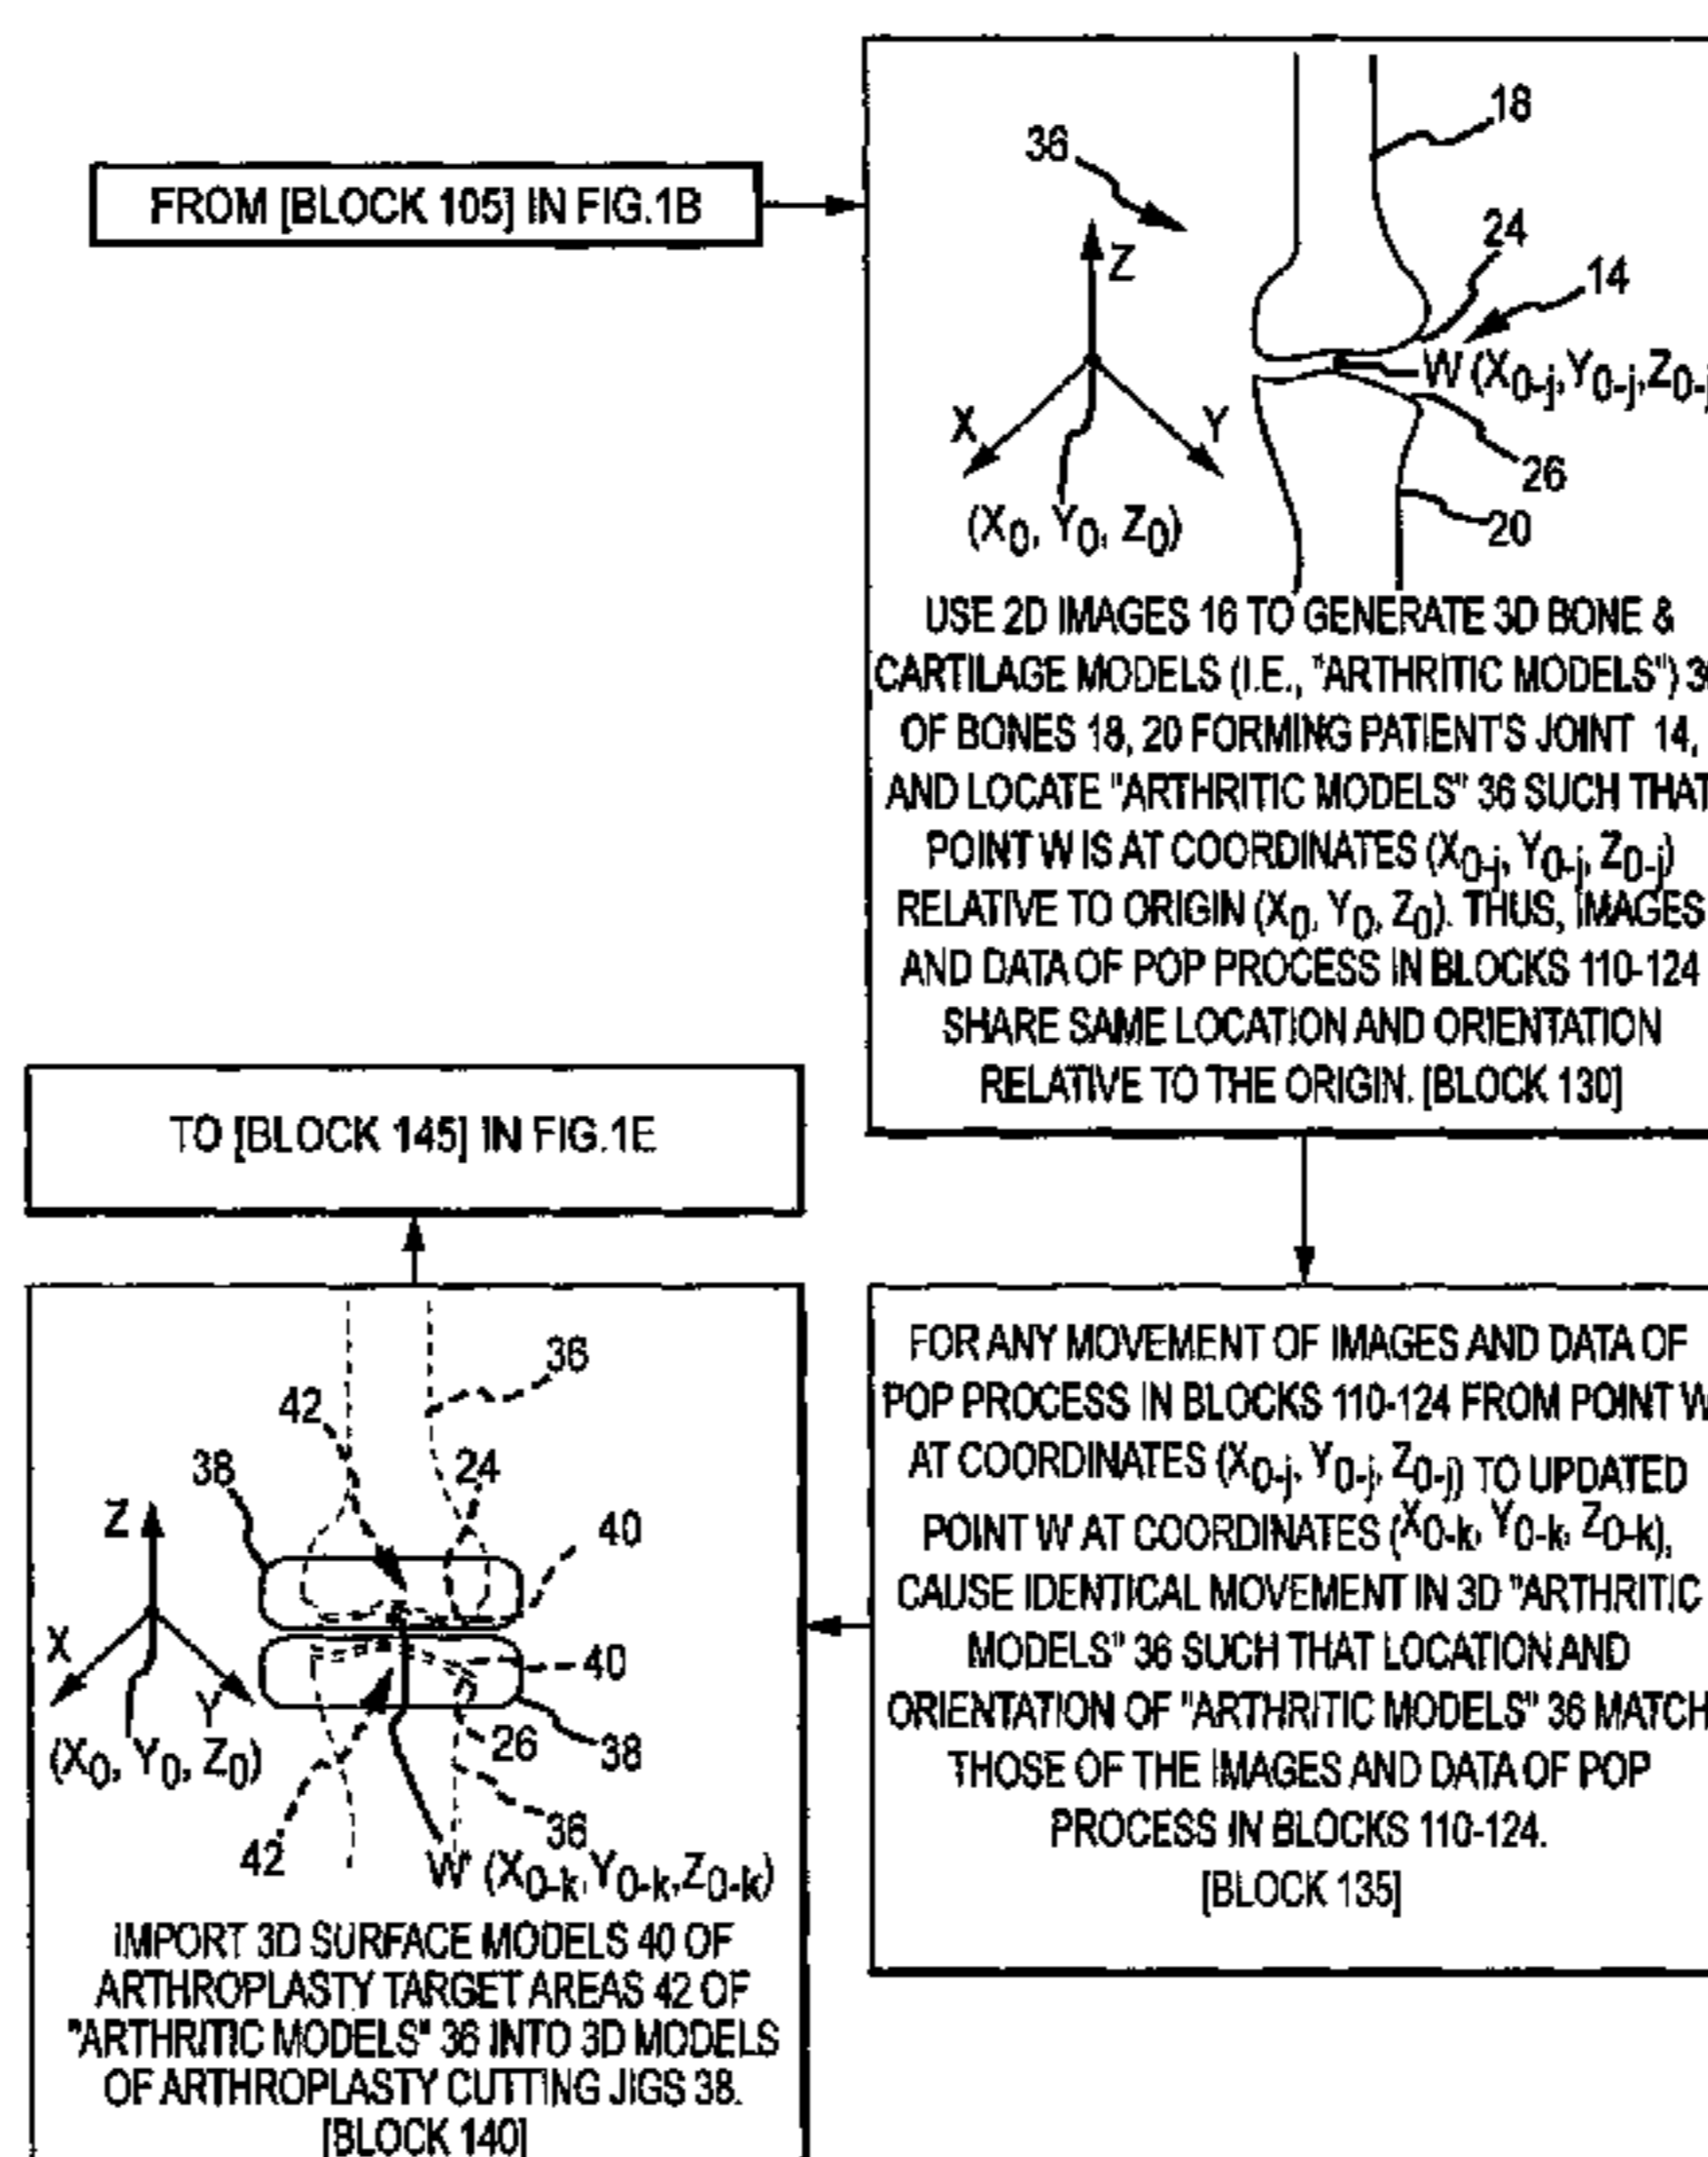 FROM [BLOCK 105] IN FIG.1B
36
18
24
14
Z
X
Y
W (X0-j,Y0-j,Z0-j
(X0, Y0, Z0)
26
20
USE 2D IMAGES 16 TO GENERATE 3D BONE &
CARTILAGE MODELS (I.E., "ARTHRITIC MODELS")
OF BONES 18, 20 FORMING PATIENT'S JOINT 14,
AND LOCATE "ARTHRITIC MODELS" 36 SUCH THAT
POINT W IS AT COORDINATES (X0-j, Y0-j, Z0-j)
RELATIVE TO ORIGIN (X0, Y0, Z0). THUS, IMAGES
AND DATA OF POP PROCESS IN BLOCKS 110-124
SHARE SAME LOCATION AND ORIENTATION
RELATIVE TO THE ORIGIN. [BLOCK 130]
FOR ANY MOVEMENT OF IMAGES AND DATA OF
POP PROCESS IN BLOCKS 110-124 FROM POINT W
AT COORDINATES (X0-j, Y0-j, Z0-j) TO UPDATED
POINT W' AT COORDINATES (X0-k, Y0-k, Z0-k),
CAUSE IDENTICAL MOVEMENT IN 3D "ARTHRITIC
MODELS" 36 SUCH THAT LOCATION AND
ORIENTATION OF "ARTHRITIC MODELS" 36 MATCH
THOSE OF THE IMAGES AND DATA OF POP
PROCESS IN BLOCKS 110-124.
[BLOCK 135]
36
42
38
24
40
Z
X
Y
40
(X0, Y0, Z0)
26
38
36
42
W' (X0-k,Y0-k,Z0-k)
IMPORT 3D SURFACE MODELS 40 OF
ARTHROPLASTY TARGET AREAS 42 OF
"ARTHRITIC MODELS" 36 INTO 3D MODELS
OF ARTHROPLASTY CUTTING JIGS 38.
[BLOCK 140]
TO [BLOCK 145] IN FIG.1E